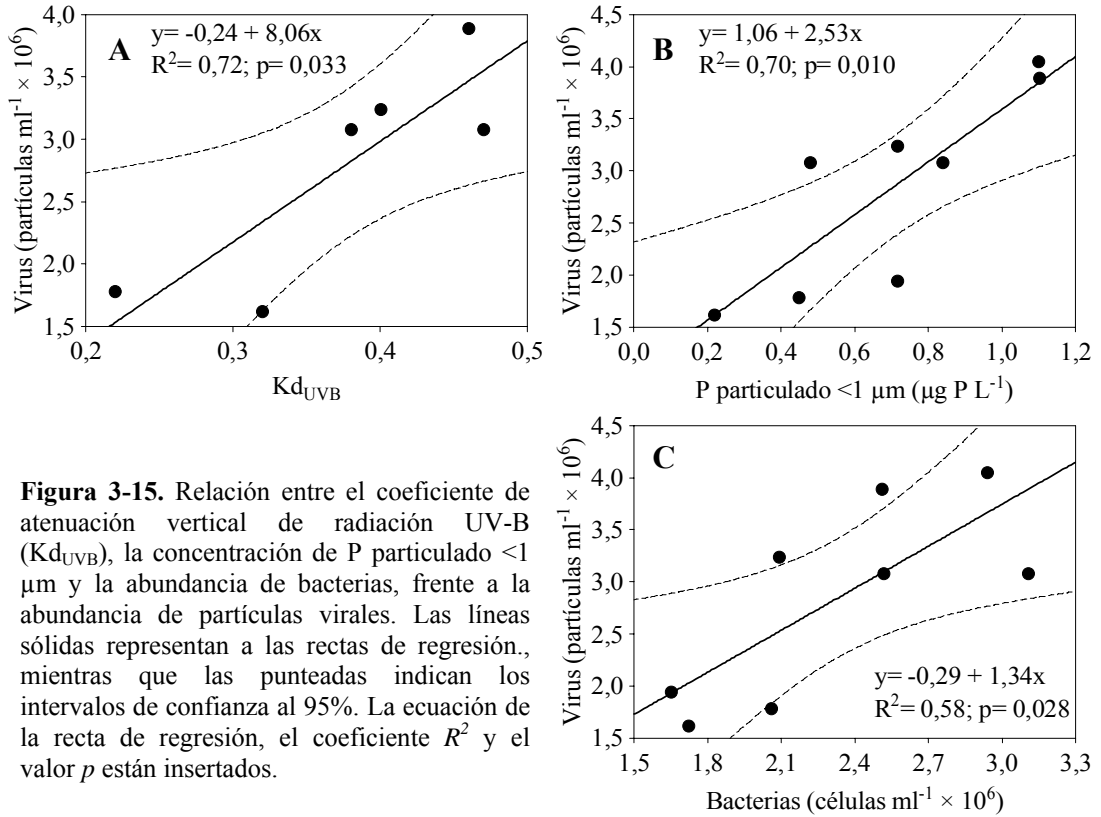 A
y= -0,24 + 8,06x
R²= 0,72; p= 0,033
Virus (partículas ml⁻¹ × 10⁶)
4,0
3,5
3,0
2,5
2,0
1,5
0,2 0,3 0,4 0,5
Kd_UVB
B
y= 1,06 + 2,53x
R²= 0,70; p= 0,010
Virus (partículas ml⁻¹ × 10⁶)
4,5
4,0
3,5
3,0
2,5
2,0
1,5
0,0 0,2 0,4 0,6 0,8 1,0 1,2
P particulado <1 µm (µg P L⁻¹)
C
y= -0,29 + 1,34x
R²= 0,58; p= 0,028
Virus (partículas ml⁻¹ × 10⁶)
4,5
4,0
3,5
3,0
2,5
2,0
1,5
1,5 1,8 2,1 2,4 2,7 3,0 3,3
Bacterias (células ml⁻¹ × 10⁶)
Figura 3-15. Relación entre el coeficiente de
atenuación vertical de radiación UV-B
(Kd_UVB), la concentración de P particulado <1
µm y la abundancia de bacterias, frente a la
abundancia de partículas virales. Las líneas
sólidas representan a las rectas de regresión.,
mientras que las punteadas indican los
intervalos de confianza al 95%. La ecuación de
la recta de regresión, el coeficiente R² y el
valor p están insertados.